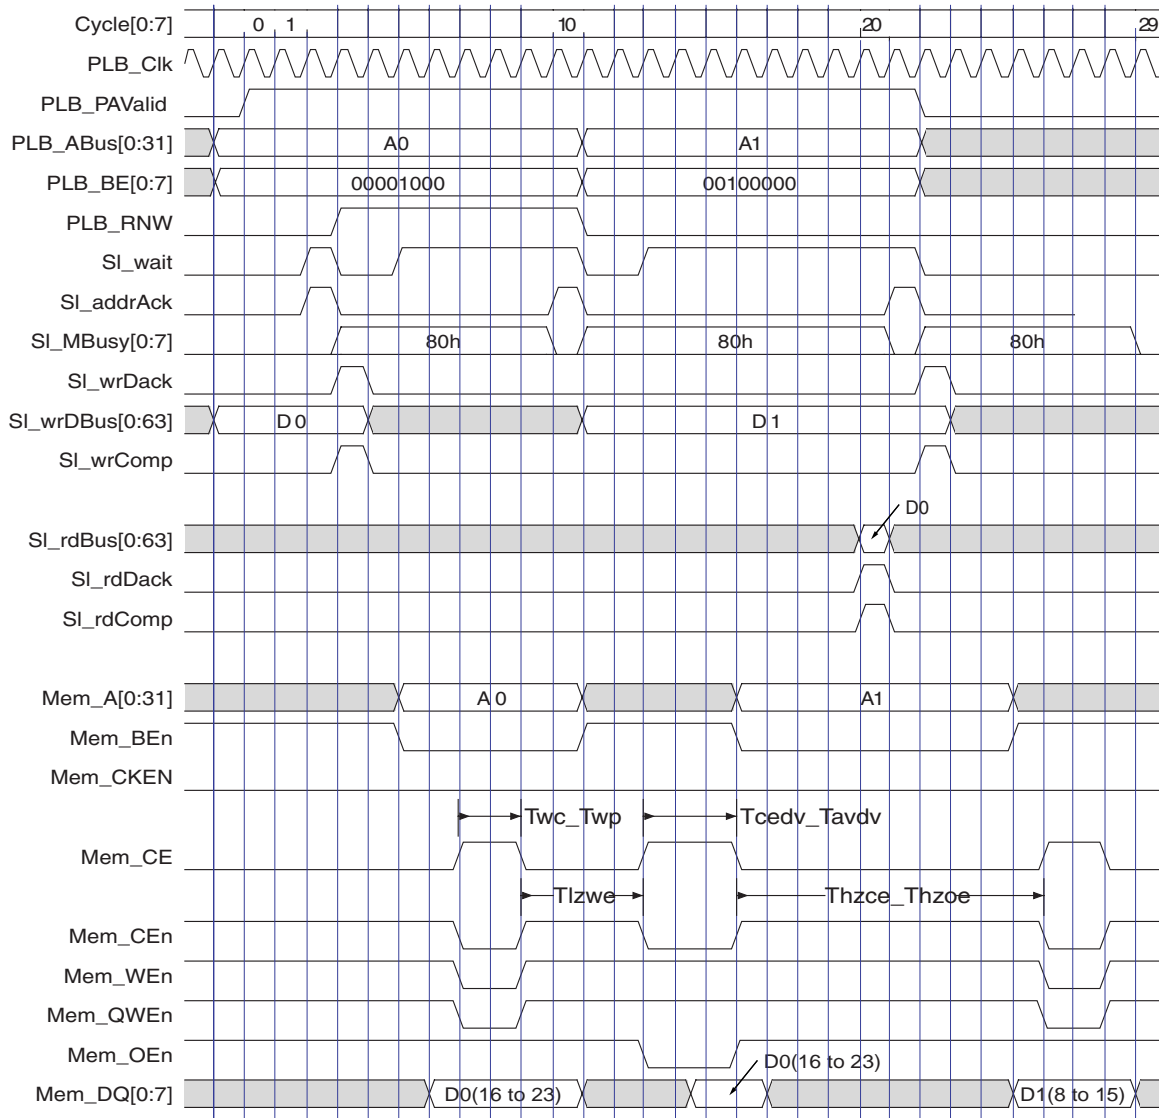 Cycle[0:7] 0 1 10 20 29
PLB_Clk
PLB_PAValid
PLB_ABus[0:31] A0 A1
PLB_BE[0:7] 00001000 00100000
PLB_RNW
Sl_wait
Sl_addrAck
Sl_MBusy[0:7] 80h 80h 80h
Sl_wrDack
Sl_wrDBus[0:63] D0 D1
Sl_wrComp
D0
Sl_rdBus[0:63]
Sl_rdDack
Sl_rdComp
Mem_A[0:31] A0 A1
Mem_BEn
Mem_CKEN
Twc_Twp Tcedv_Tavdv
Mem_CE
Tlzwe Thzce_Thzoe
Mem_CEn
Mem_WEn
Mem_QWEn
Mem_OEn
D0(16 to 23)
Mem_DQ[0:7] D0(16 to 23) D1(8 to 15)